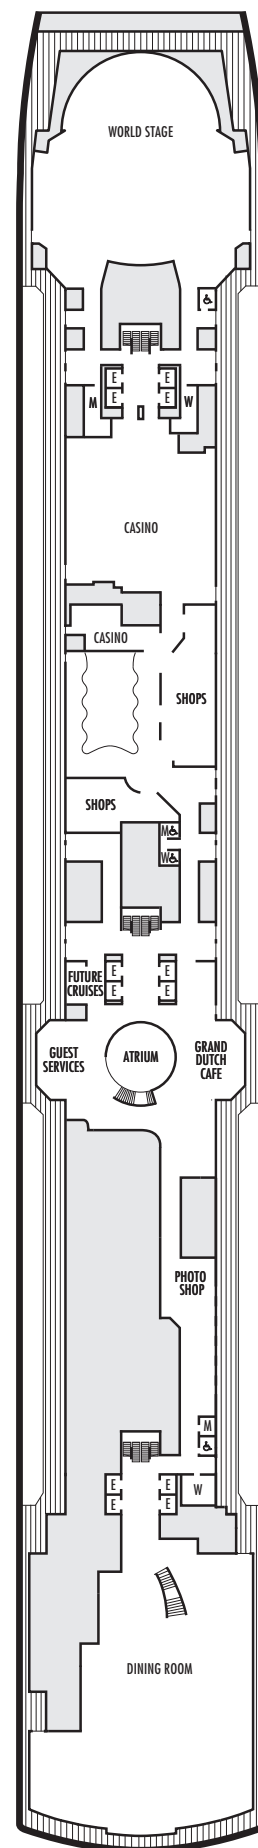 WORLD STAGE
E E
E E
M W
CASINO
CASINO
SHOPS
SHOPS
M
W
E E
FUTURE
CRUISES
E E
GUEST
SERVICES
ATRIUM
GRAND
DUTCH
CAFE
PHOTO
SHOP
M
E E
E E
W
DINING ROOM